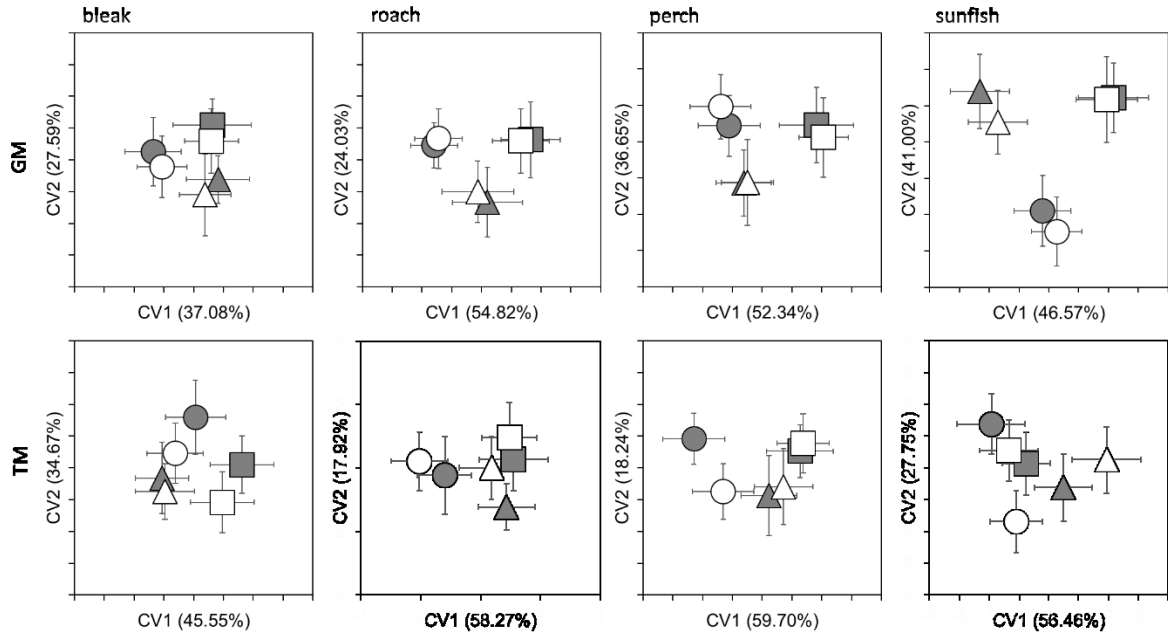 bleak
roach
perch
sunfish
GM
CV2 (27.59%)
CV1 (37.08%)
CV2 (24.03%)
CV1 (54.82%)
CV2 (36.65%)
CV1 (52.34%)
CV2 (41.00%)
CV1 (46.57%)
TM
CV2 (34.67%)
CV1 (45.55%)
CV2 (17.92%)
CV1 (58.27%)
CV2 (18.24%)
CV1 (59.70%)
CV2 (27.75%)
CV1 (56.46%)